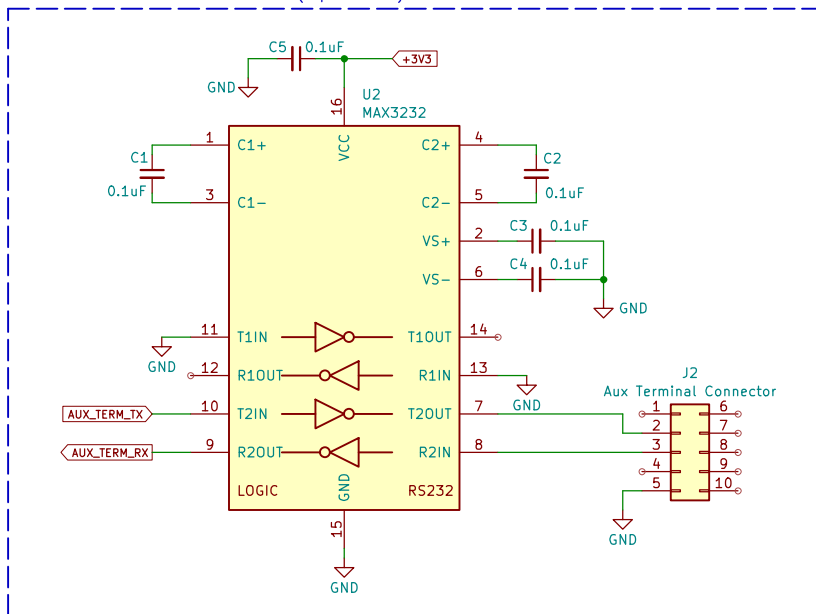 C5 0.1uF
+3V3
GND
16
U2
MAX3232
1 C1+ VCC C2+ 4
C1 C2
0.1uF 0.1uF
3 C1- C2- 5
C3 0.1uF
VS+ 2
C4 0.1uF
VS- 6
GND
11 T1IN T1OUT 14
GND
12 R1OUT R1IN 13
GND
J2
Aux Terminal Connector
AUX_TERM_TX 10 T2IN T2OUT 7
1 6
2 7
AUX_TERM_RX 9 R2OUT R2IN 8
3 8
4 9
5 10
LOGIC GND RS232
15
GND
GND